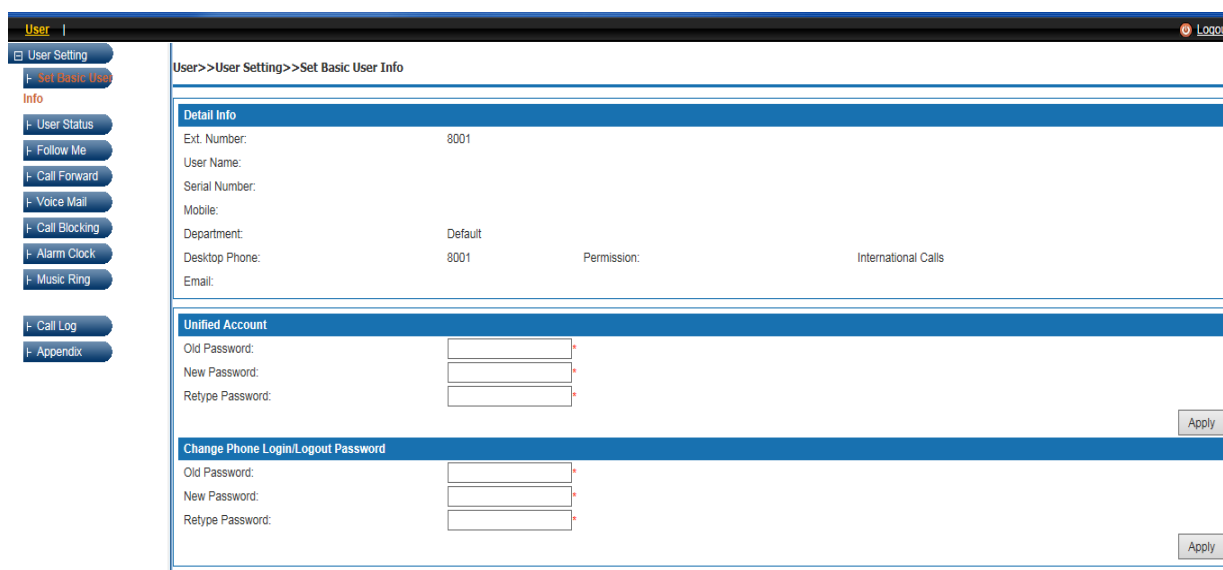 User |
Logou
User Setting
Set Basic User
Info
User Status
Follow Me
Call Forward
Voice Mail
Call Blocking
Alarm Clock
Music Ring
Call Log
Appendix
User>>User Setting>>Set Basic User Info
Detail Info
Ext. Number: 8001
User Name:
Serial Number:
Mobile:
Department: Default
Desktop Phone: 8001 Permission: International Calls
Email:
Unified Account
Old Password: *
New Password: *
Retype Password: *
Apply
Change Phone Login/Logout Password
Old Password: *
New Password: *
Retype Password: *
Apply